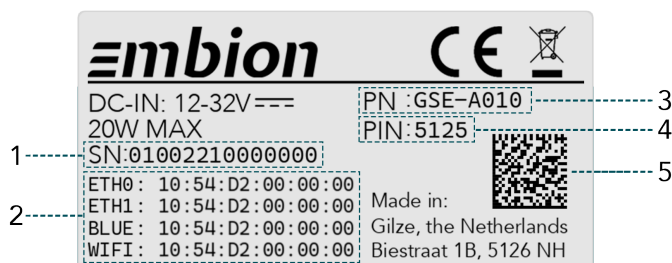 embion CE
DC-IN: 12-32V
PN :GSE-A010
3
20W MAX
PIN:5125
4
1
SN:01002210000000
5
2
ETH0: 10:54:D2:00:00:00
ETH1: 10:54:D2:00:00:00
BLUE: 10:54:D2:00:00:00
WIFI: 10:54:D2:00:00:00
Made in:
Gilze, the Netherlands
Biestraat 1B, 5126 NH